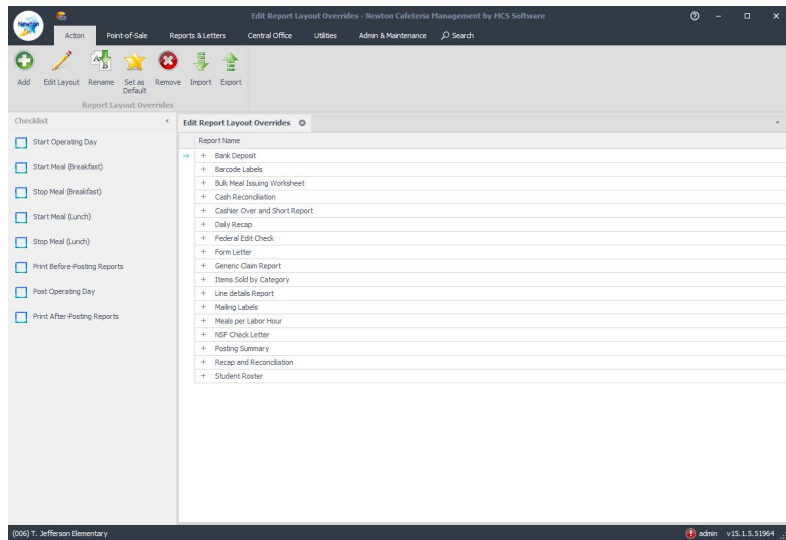 Edit Report Layout Overrides - Newton Cafeteria Management by MCS Software
Newton
Action Point-of-Sale Reports & Letters Central Office Utilities Admin & Maintenance Search
Add Edit Layout Rename Set as Default Remove Import Export
Report Layout Overrides
Checklist
Start Operating Day
Start Meal (Breakfast)
Stop Meal (Breakfast)
Start Meal (Lunch)
Stop Meal (Lunch)
Print Before-Posting Reports
Post Operating Day
Print After-Posting Reports
Edit Report Layout Overrides
Report Name
Bank Deposit
Barcode Labels
Bulk Meal Issuing Worksheet
Cash Reconciliation
Cashier Over and Short Report
Daily Recap
Federal Edit Check
Form Letter
Generic Claim Report
Items Sold by Category
Line details Report
Mailing Labels
Meals per Labor Hour
NSF Check Letter
Posting Summary
Recap and Reconciliation
Student Roster
(006) T. Jefferson Elementary admin v15.1.5.51964